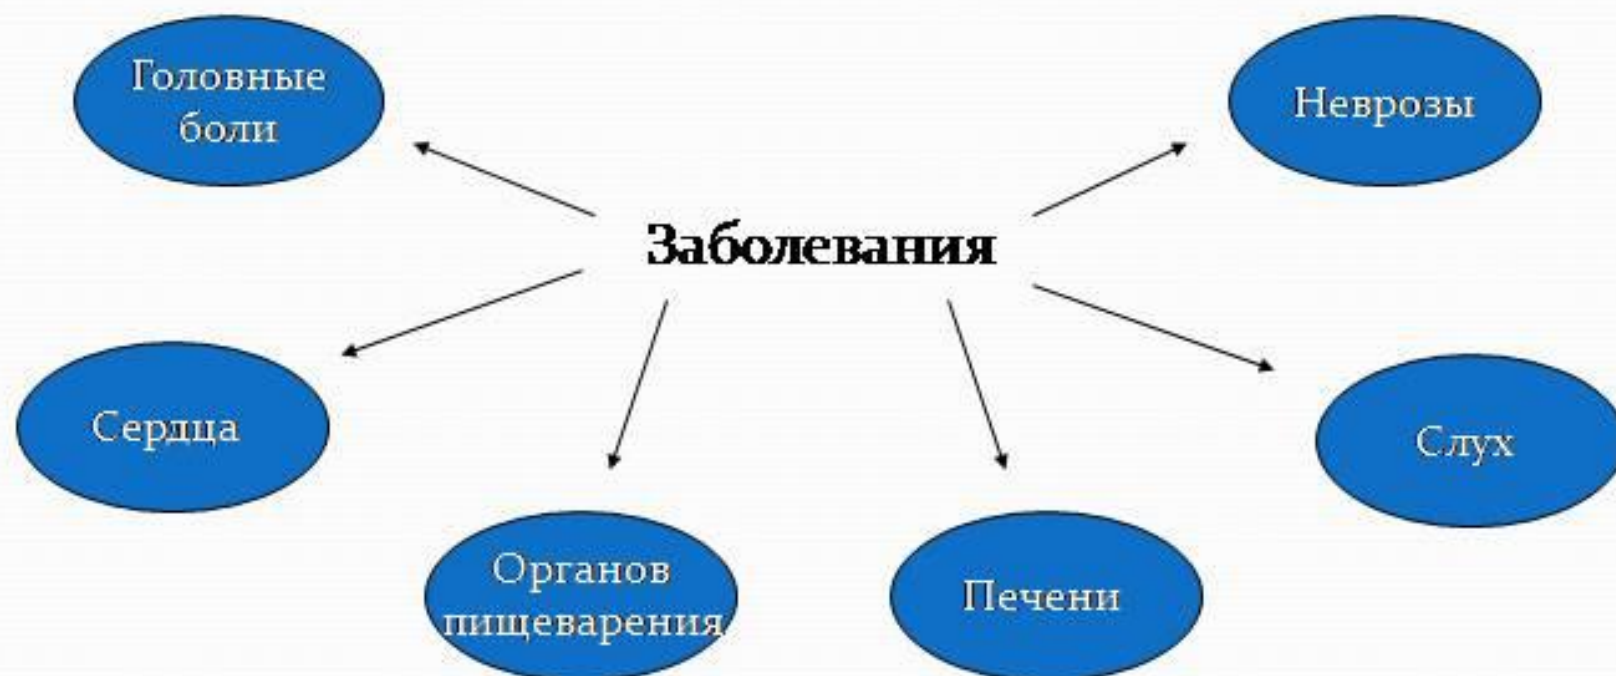 Головные
боли
Неврозы
Заболевания
Сердца
Слух
Органов
пищеварения
Печени